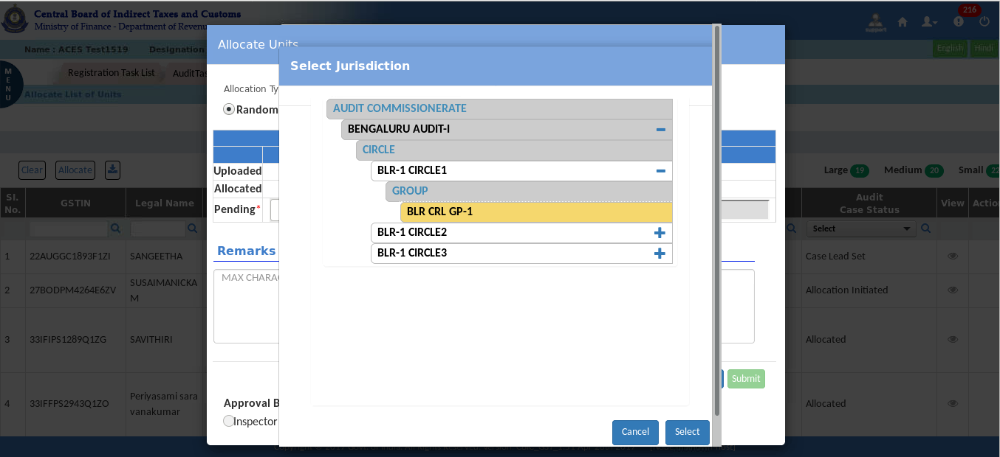 Central Board of Indirect Taxes and Customs
Ministry of Finance - Department of Revenu
216
support
Name : ACES Test1519 Designation
English Hindi
MENU
Registration Task List AuditTas
Allocate List of Units
Allocate Units
Select Jurisdiction
Allocation Ty
Random
AUDIT COMMISSIONERATE
BENGALURU AUDIT-I
CIRCLE
BLR-1 CIRCLE1
GROUP
BLR CRL GP-1
BLR-1 CIRCLE2
BLR-1 CIRCLE3
Cancel Select
Uploaded
Allocated
Pending*
Remarks
MAX CHARAC
Submit
Approval B
Inspector
Clear Allocate
Large 19 Medium 20 Small 22
Sl. No. GSTIN Legal Name Audit Case Status View Action
Select
1 22AUGGC1893F1ZI SANGEETHA Case Lead Set
2 27BODPM4264E6ZV SUSAIMANICKA
M Allocation Initiated
3 33IFIPS1289Q1ZG SAVITHIRI Allocated
4 33IFFPS2943Q1ZO Periyasami sara
vanakumar Allocated